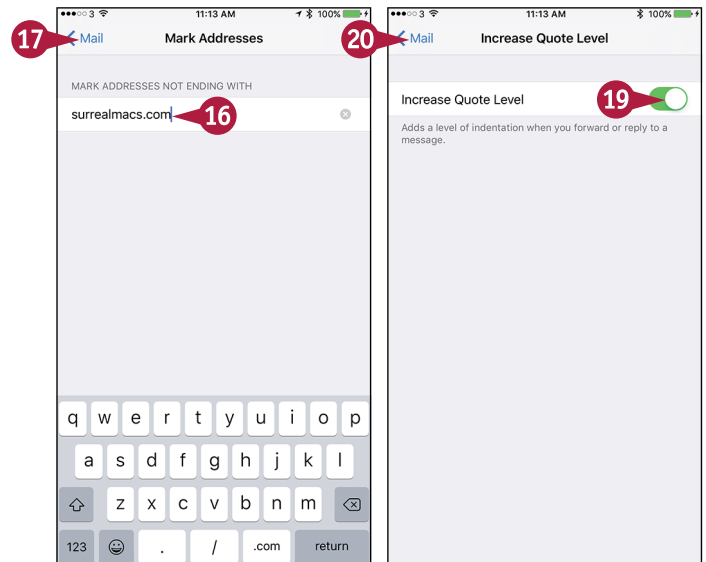 3 11:13 AM 100%
17 Mail Mark Addresses
MARK ADDRESSES NOT ENDING WITH
surrealmacs.com 16
q w e r t y u i o p
a s d f g h j k l
z x c v b n m
123 . / .com return
3 11:13 AM 100%
20 Mail Increase Quote Level
Increase Quote Level 19
Adds a level of indentation when you forward or reply to a
message.